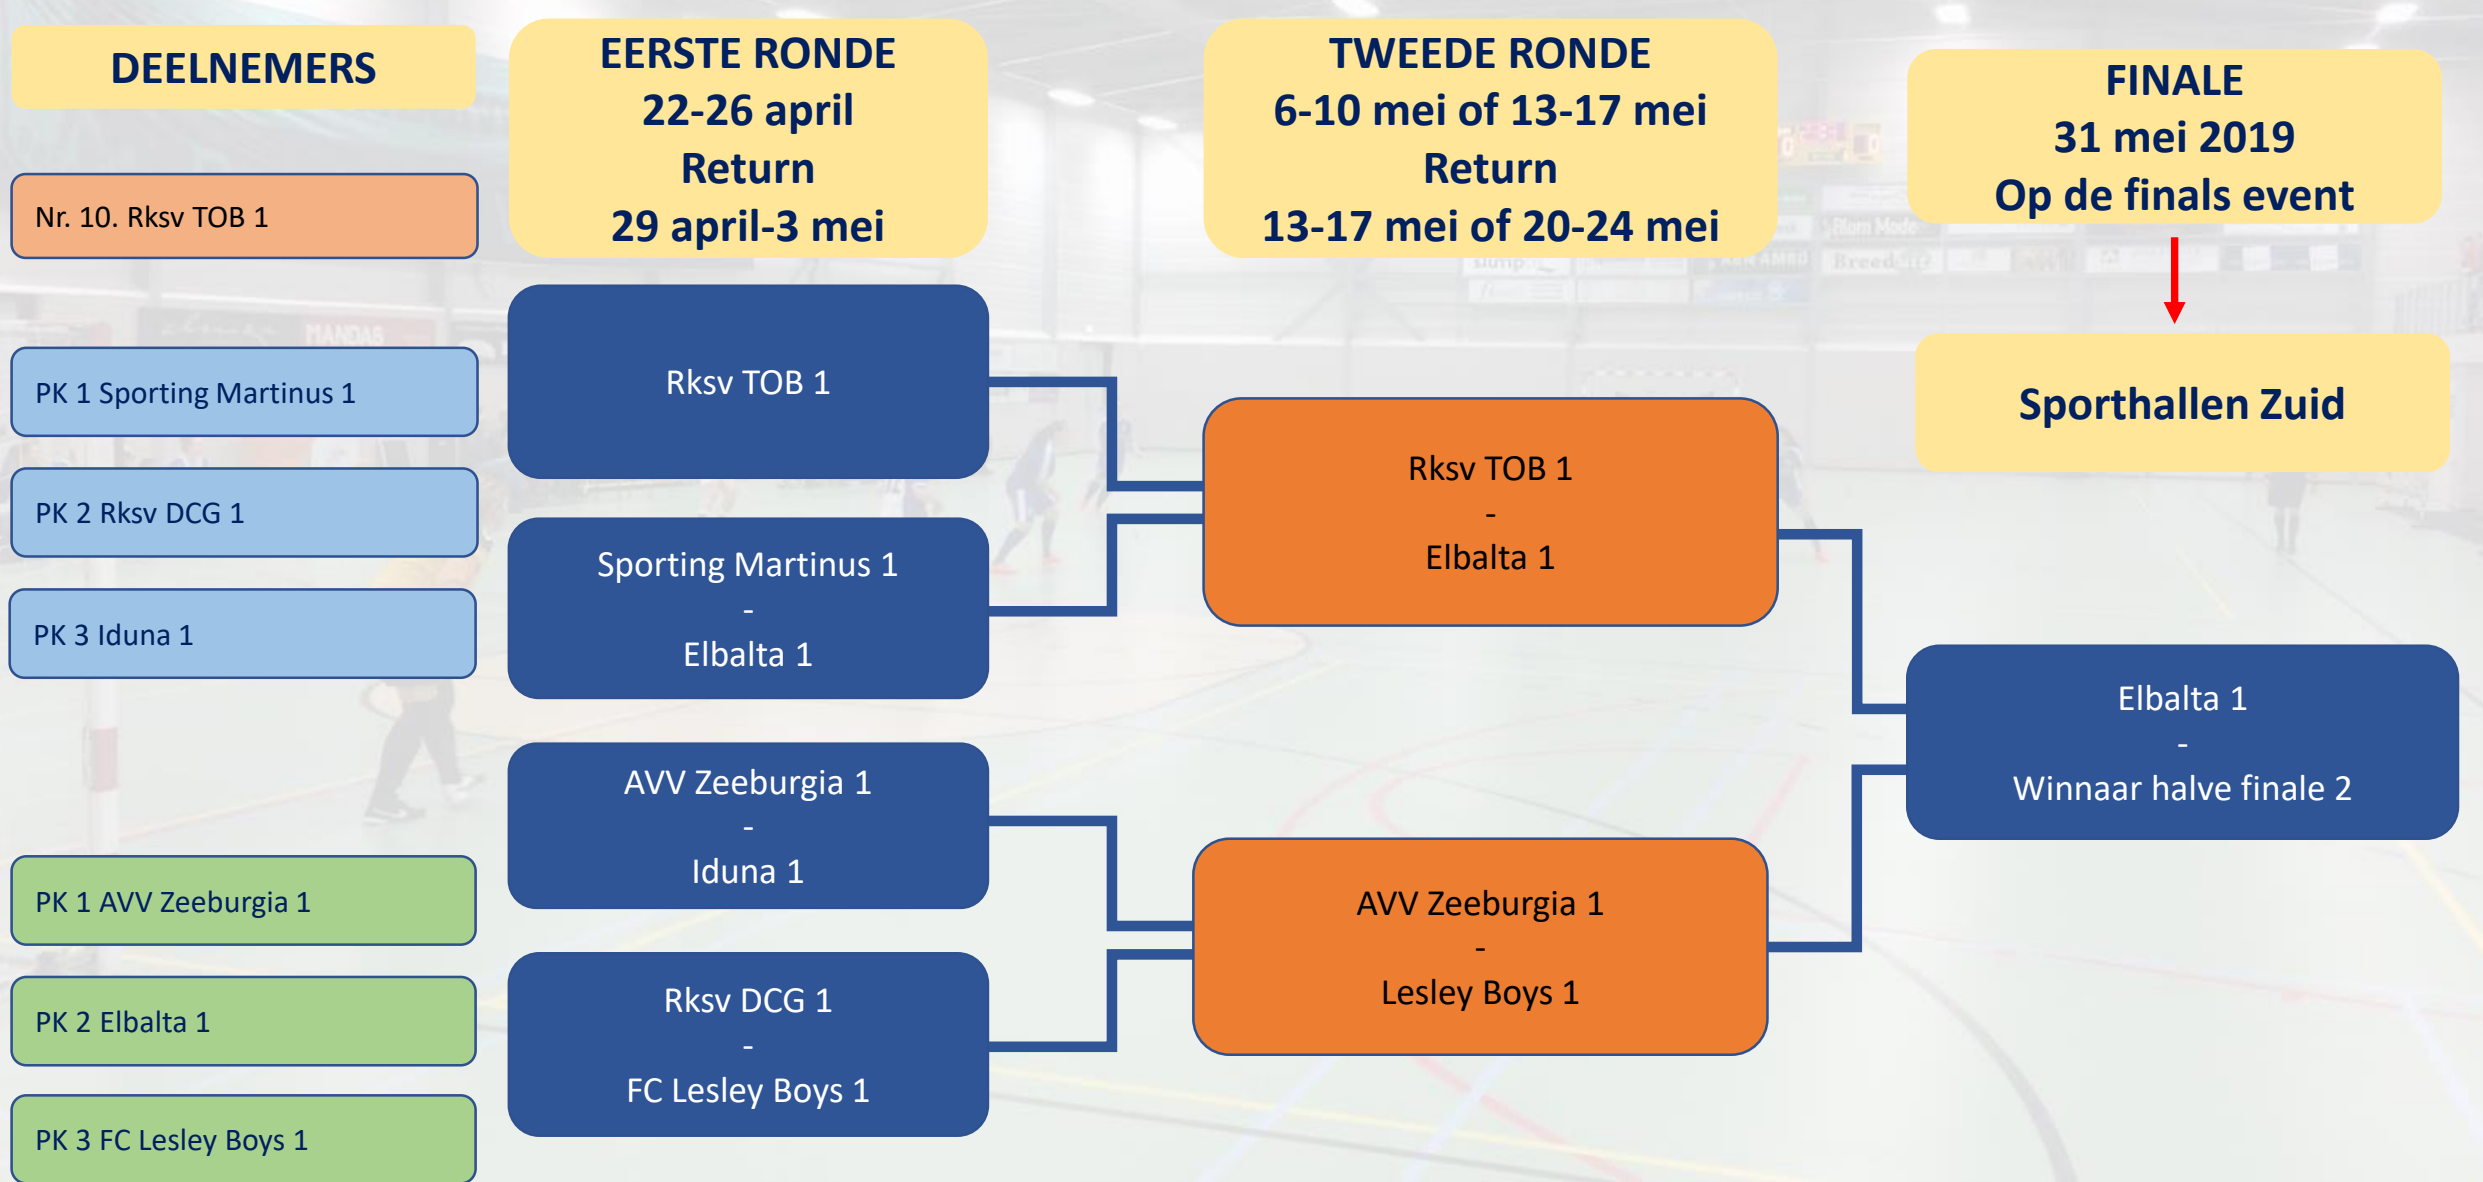 DEELNEMERS
Nr. 10. Rksv TOB 1
PK 1 Sporting Martinus 1
PK 2 Rksv DCG 1
PK 3 Iduna 1
PK 1 AVV Zeeburgia 1
PK 2 Elbalta 1
PK 3 FC Lesley Boys 1
EERSTE RONDE
22-26 april
Return
29 april-3 mei
Rksv TOB 1
Sporting Martinus 1
-
Elbalta 1
AVV Zeeburgia 1
-
Iduna 1
Rksv DCG 1
-
FC Lesley Boys 1
TWEEDE RONDE
6-10 mei of 13-17 mei
Return
13-17 mei of 20-24 mei
Rksv TOB 1
-
Elbalta 1
AVV Zeeburgia 1
-
Lesley Boys 1
FINALE
31 mei 2019
Op de finals event
Sporthallen Zuid
Elbalta 1
-
Winnaar halve finale 2
MANDAS